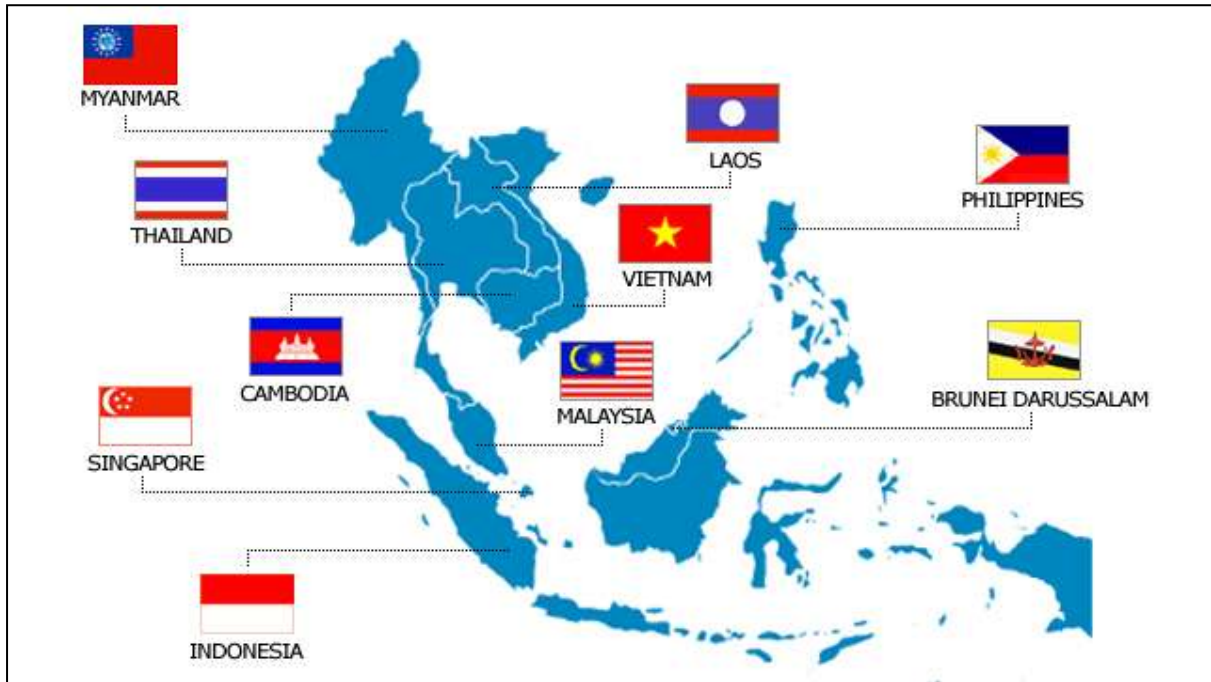 MYANMAR
LAOS
PHILIPPINES
THAILAND
VIETNAM
CAMBODIA
MALAYSIA
BRUNEI DARUSSALAM
SINGAPORE
INDONESIA